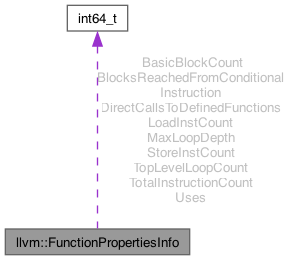 int64_t
BasicBlockCount
BlocksReachedFromConditional
Instruction
DirectCallsToDefinedFunctions
LoadInstCount
MaxLoopDepth
StoreInstCount
TopLevelLoopCount
TotalInstructionCount
Uses
llvm::FunctionPropertiesInfo